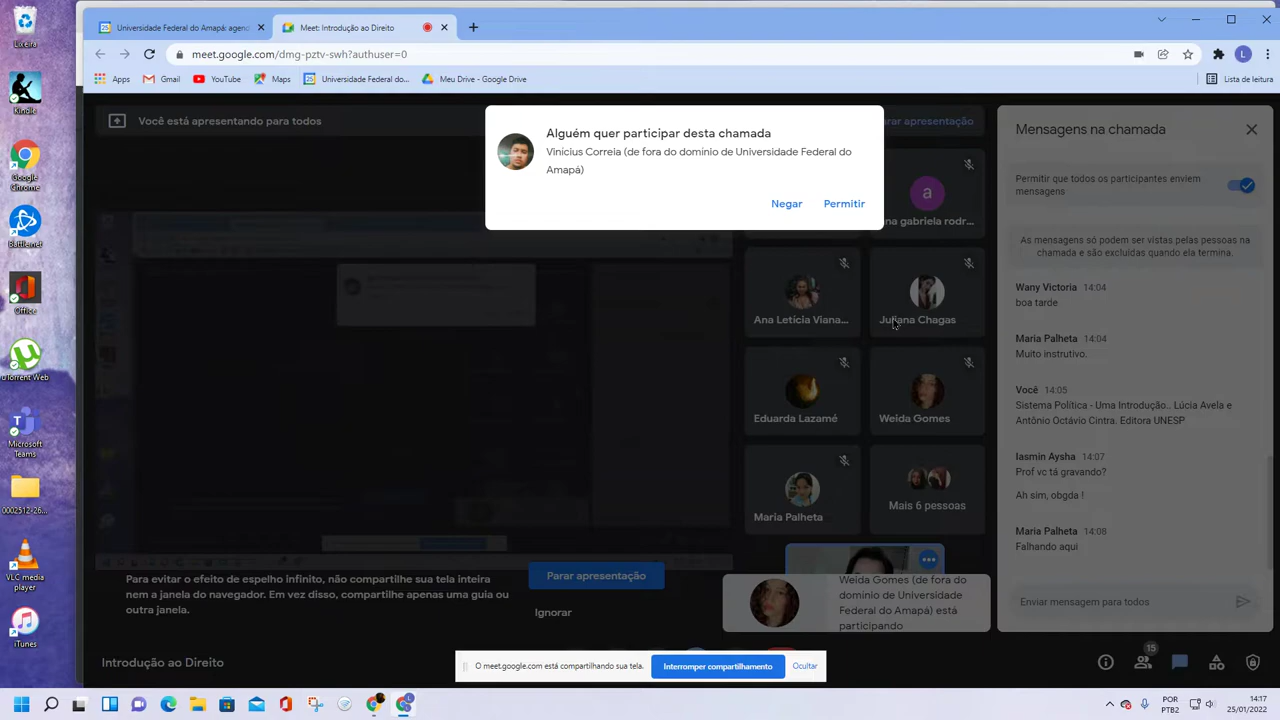 Lixeira
Kindle
Google
Chrome
Battle.net
Office
uTorrent Web
Microsoft
Teams
0002512-26...
VLC media
player
iTunes
Universidade Federal do Amapá: agen
Meet: Introdução ao Direito
meet.google.com/dmg-pztv-swh?authuser=0
Apps
Gmail
YouTube
Maps
Universidade Federal do...
Meu Drive - Google Drive
Lista de leitura
Você está apresentando para todos
arar apresentação
Alguém quer participar desta chamada
Vinícius Correia (de fora do domínio de Universidade Federal do
Amapá)
Negar
Permitir
a
na gabriela rodr...
Ana Letícia Viana...
Juliana Chagas
Eduarda Lazamé
Weida Gomes
Maria Palheta
Mais 6 pessoas
Para evitar o efeito de espelho infinito, não compartilhe sua tela inteira
nem a janela do navegador. Em vez disso, compartilhe apenas uma guia ou
outra janela.
Parar apresentação
Ignorar
Weida Gomes (de fora do
domínio de Universidade
Federal do Amapá) está
participando
Mensagens na chamada
Permitir que todos os participantes enviem
mensagens
As mensagens só podem ser vistas pelas pessoas na
chamada e são excluídas quando ela termina.
Wany Victoria 14:04
boa tarde
Maria Palheta 14:04
Muito instrutivo.
Você 14:05
Sistema Política - Uma Introdução.. Lúcia Avela e
Antônio Octávio Cintra. Editora UNESP
Iasmin Aysha 14:07
Prof vc tá gravando?
Ah sim, obgda !
Maria Palheta 14:08
Falhando aqui
Enviar mensagem para todos
Introdução ao Direito
O meet.google.com está compartilhando sua tela.
Interromper compartilhamento
Ocultar
15
POR
PTB2
14:17
25/01/2022